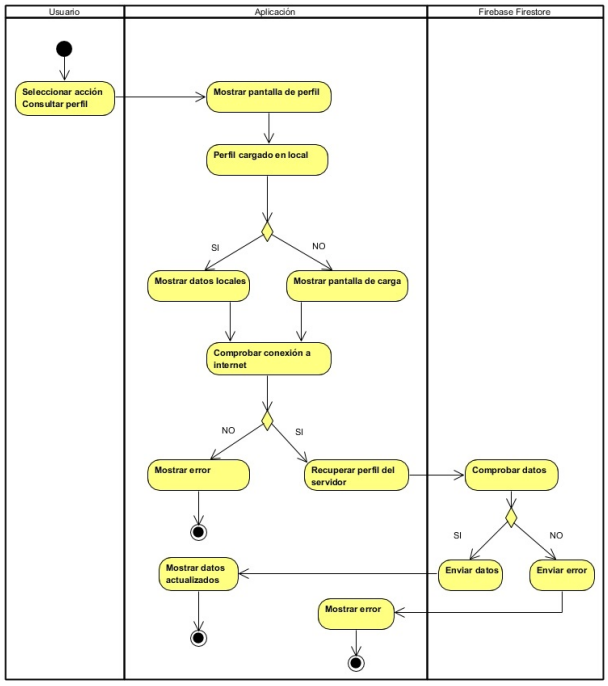 Usuario
Aplicación
Firebase Firestore
Seleccionar acción
Consultar perfil
Mostrar pantalla de perfil
Perfil cargado en local
SI
NO
Mostrar datos locales
Mostrar pantalla de carga
Comprobar conexión a
internet
NO
SI
Mostrar error
Recuperar perfil del
servidor
Comprobar datos
SI
NO
Mostrar datos
actualizados
Enviar datos
Enviar error
Mostrar error